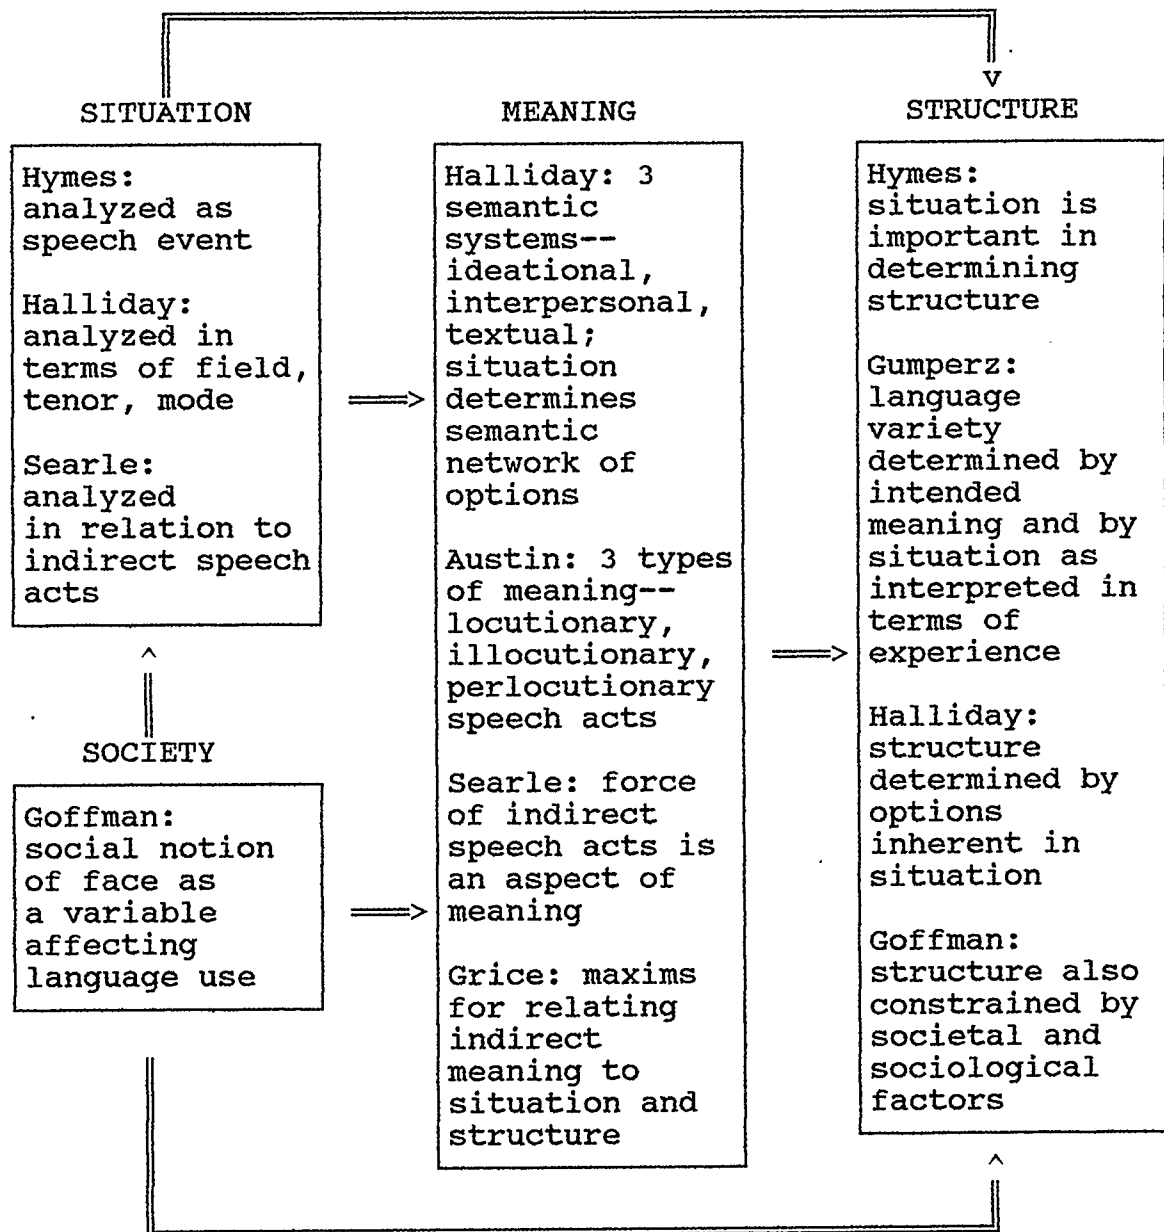 SITUATION
Hymes:
analyzed as
speech event
Halliday:
analyzed in
terms of field,
tenor, mode
Searle:
analyzed
in relation to
indirect speech
acts
SOCIETY
Goffman:
social notion
of face as
a variable
affecting
language use
MEANING
Halliday: 3
semantic
systems--
ideational,
interpersonal,
textual;
situation
determines
semantic
network of
options
Austin: 3 types
of meaning--
locutionary,
illocutionary,
perlocutionary
speech acts
Searle: force
of indirect
speech acts is
an aspect of
meaning
Grice: maxims
for relating
indirect
meaning to
situation and
structure
STRUCTURE
Hymes:
situation is
important in
determining
structure
Gumperz:
language
variety
determined by
intended
meaning and by
situation as
interpreted in
terms of
experience
Halliday:
structure
determined by
options
inherent in
situation
Goffman:
structure also
constrained by
societal and
sociological
factors